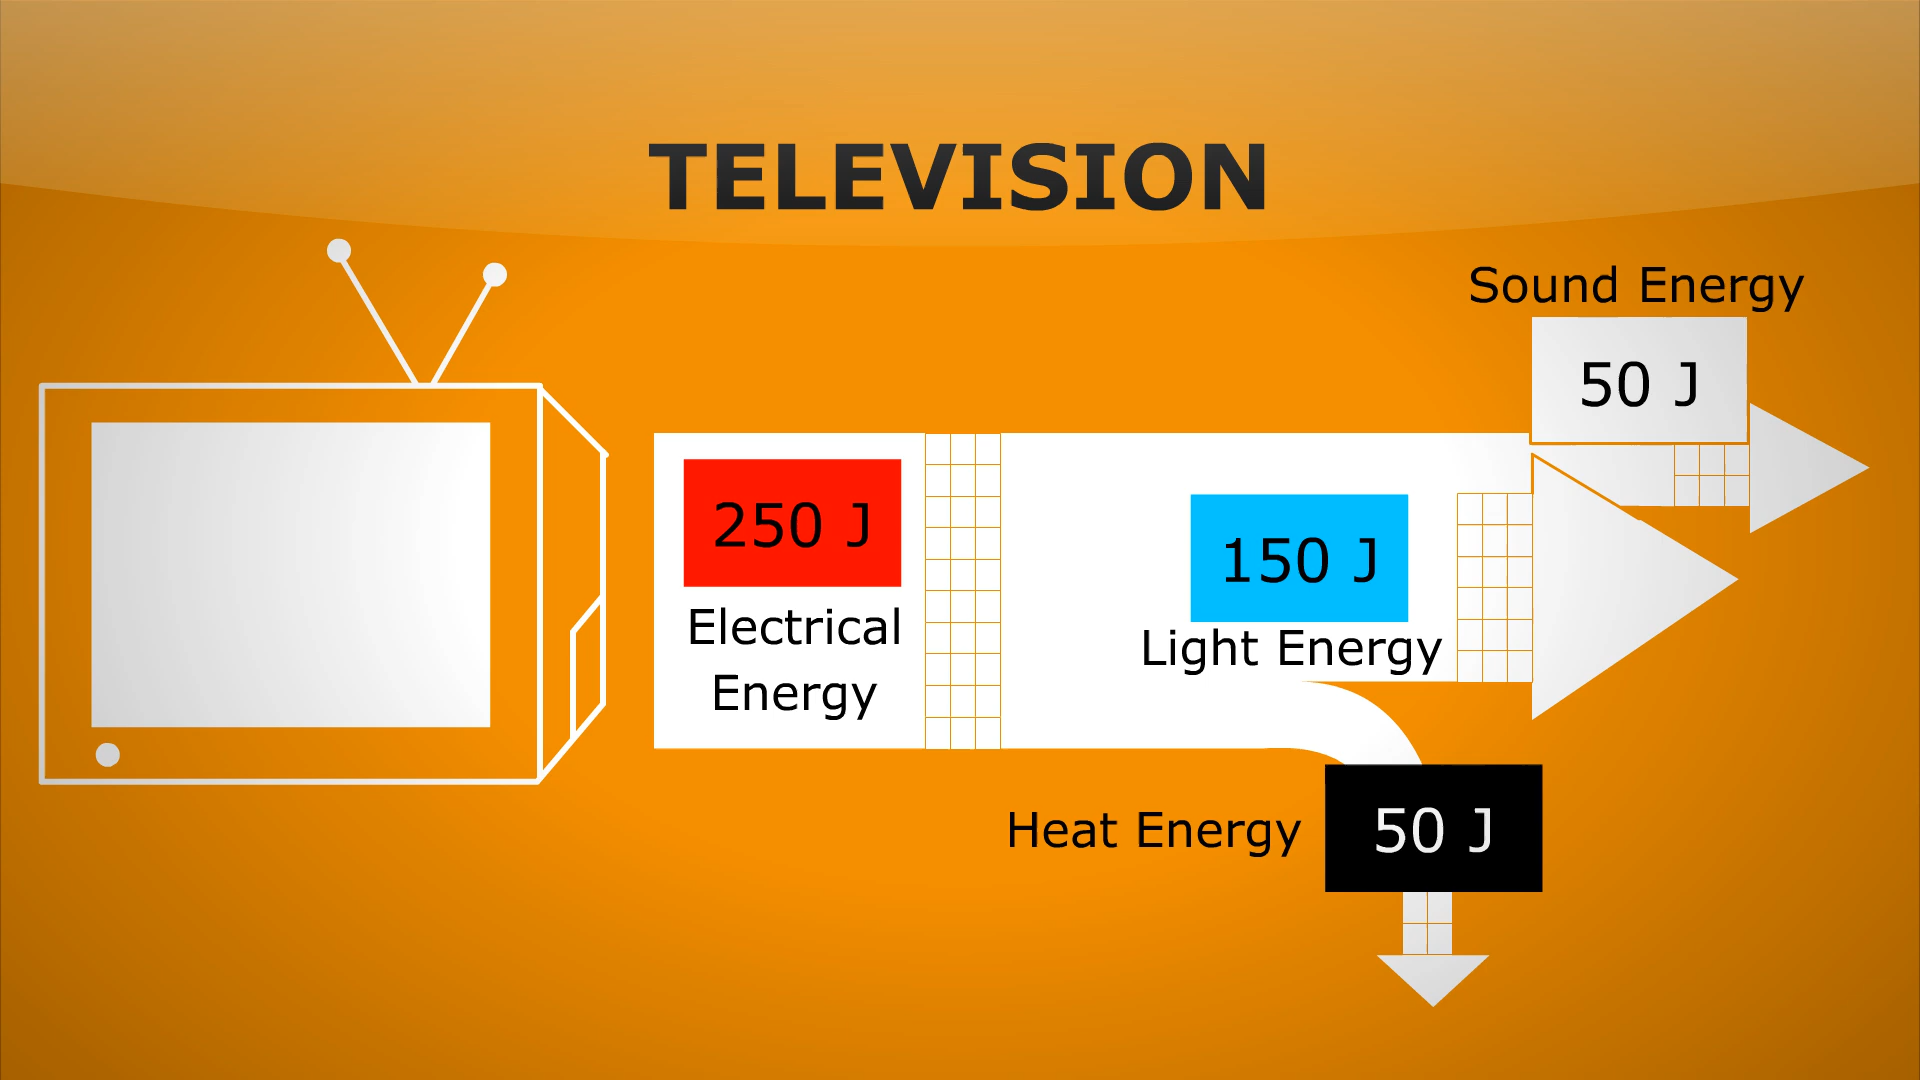 TELEVISION
Sound Energy
50 J
250 J
Electrical
Energy
150 J
Light Energy
Heat Energy
50 J